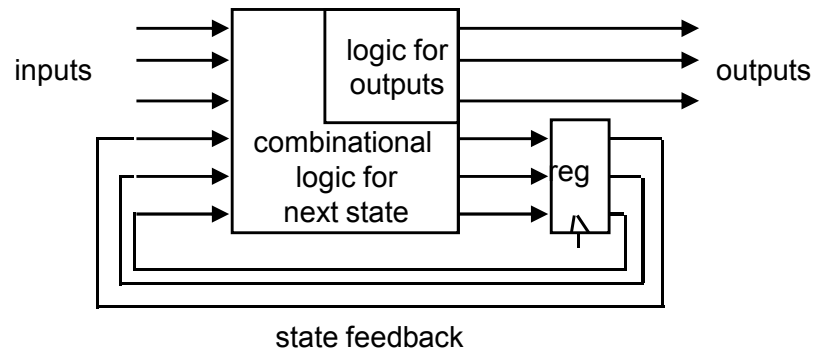 inputs
logic for
outputs
outputs
combinational
logic for
next state
reg
state feedback